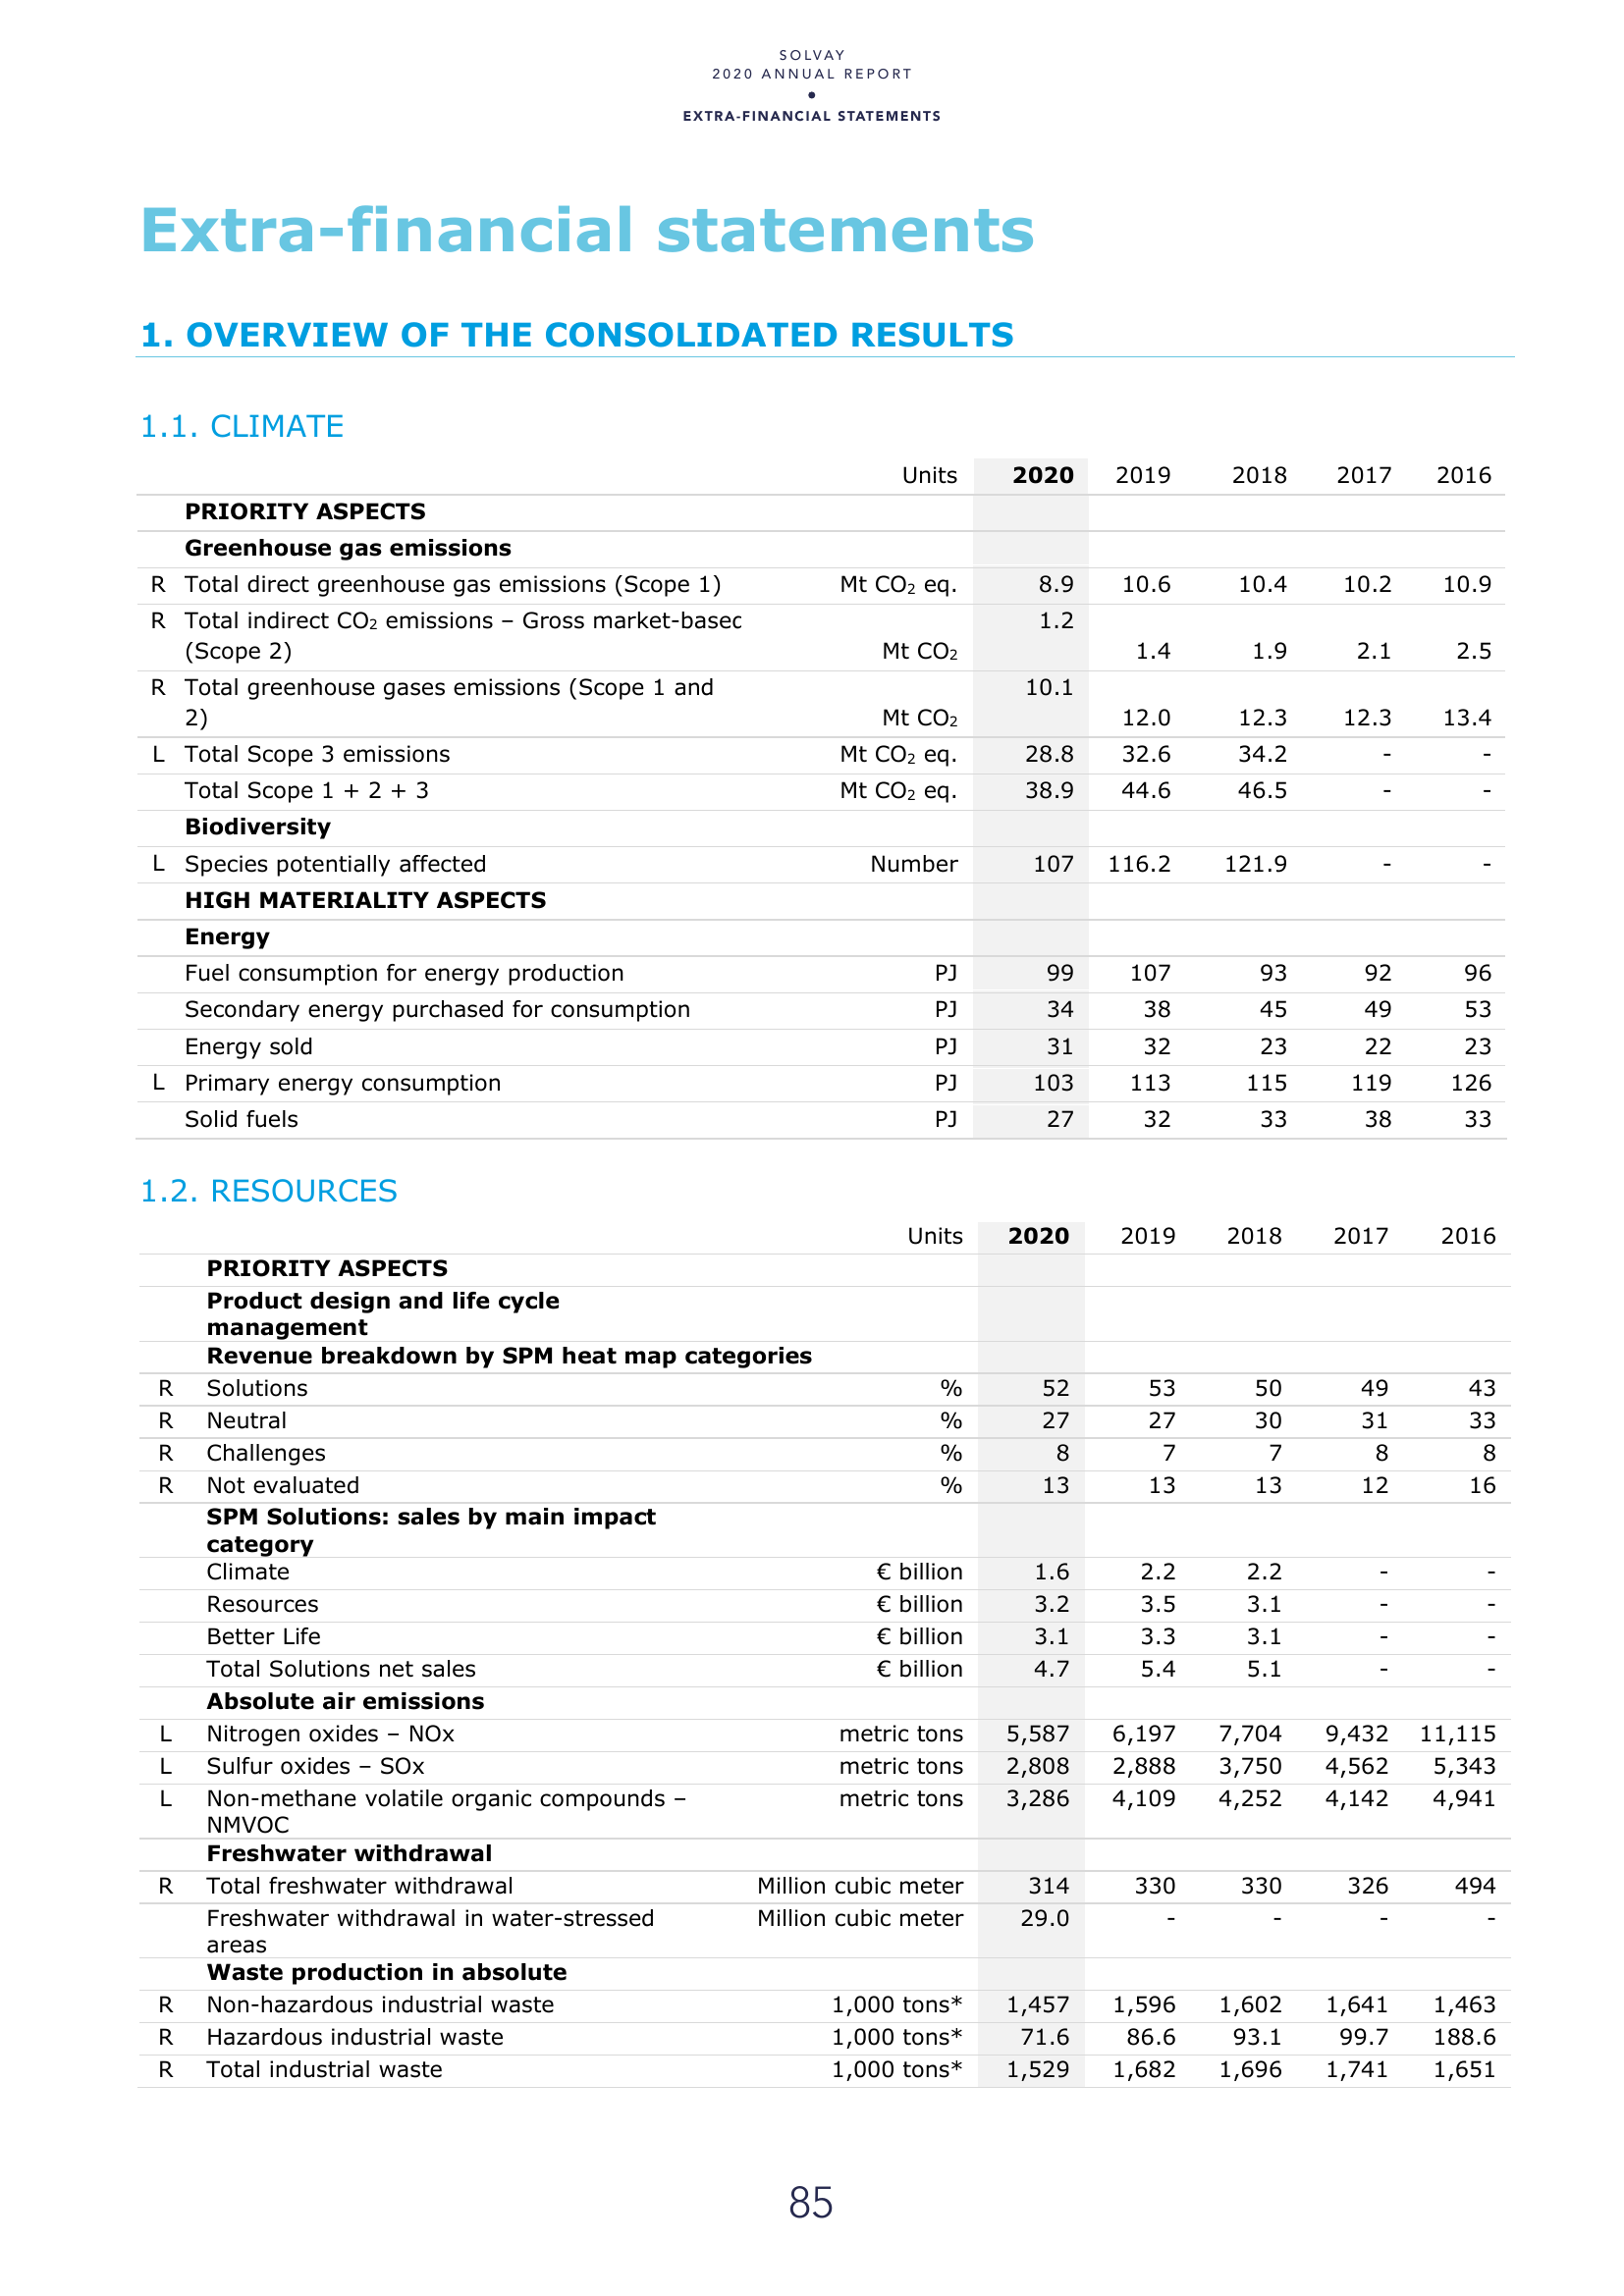 SOLVAY
2020 ANNUAL REPORT
•
EXTRA-FINANCIAL STATEMENTS
Extra-financial statements
1. OVERVIEW OF THE CONSOLIDATED RESULTS
1.1. CLIMATE
Units 2020 2019 2018 2017 2016
PRIORITY ASPECTS
Greenhouse gas emissions
R Total direct greenhouse gas emissions (Scope 1) Mt CO₂ eq. 8.9 10.6 10.4 10.2 10.9
R Total indirect CO₂ emissions – Gross market-based 1.2
(Scope 2) Mt CO₂ 1.4 1.9 2.1 2.5
R Total greenhouse gases emissions (Scope 1 and 10.1
2) Mt CO₂ 12.0 12.3 12.3 13.4
L Total Scope 3 emissions Mt CO₂ eq. 28.8 32.6 34.2 - -
Total Scope 1 + 2 + 3 Mt CO₂ eq. 38.9 44.6 46.5 - -
Biodiversity
L Species potentially affected Number 107 116.2 121.9 - -
HIGH MATERIALITY ASPECTS
Energy
Fuel consumption for energy production PJ 99 107 93 92 96
Secondary energy purchased for consumption PJ 34 38 45 49 53
Energy sold PJ 31 32 23 22 23
L Primary energy consumption PJ 103 113 115 119 126
Solid fuels PJ 27 32 33 38 33
1.2. RESOURCES
Units 2020 2019 2018 2017 2016
PRIORITY ASPECTS
Product design and life cycle
management
Revenue breakdown by SPM heat map categories
R Solutions % 52 53 50 49 43
R Neutral % 27 27 30 31 33
R Challenges % 8 7 7 8 8
R Not evaluated % 13 13 13 12 16
SPM Solutions: sales by main impact
category
Climate € billion 1.6 2.2 2.2 - -
Resources € billion 3.2 3.5 3.1 - -
Better Life € billion 3.1 3.3 3.1 - -
Total Solutions net sales € billion 4.7 5.4 5.1 - -
Absolute air emissions
L Nitrogen oxides – NOx metric tons 5,587 6,197 7,704 9,432 11,115
L Sulfur oxides – SOx metric tons 2,808 2,888 3,750 4,562 5,343
L Non-methane volatile organic compounds – metric tons 3,286 4,109 4,252 4,142 4,941
NMVOC
Freshwater withdrawal
R Total freshwater withdrawal Million cubic meter 314 330 330 326 494
Freshwater withdrawal in water-stressed Million cubic meter 29.0 - - - -
areas
Waste production in absolute
R Non-hazardous industrial waste 1,000 tons* 1,457 1,596 1,602 1,641 1,463
R Hazardous industrial waste 1,000 tons* 71.6 86.6 93.1 99.7 188.6
R Total industrial waste 1,000 tons* 1,529 1,682 1,696 1,741 1,651
85